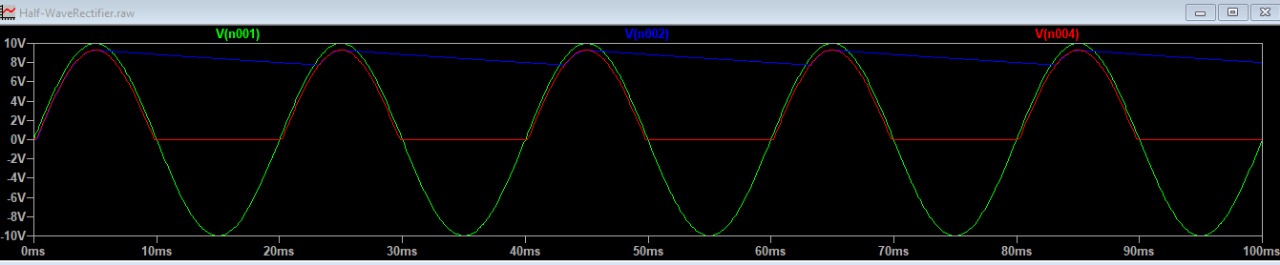 Half-WaveRectifier.raw
V(n001) V(n002) V(n004)
10V
8V
6V
4V
2V
0V
-2V
-4V
-6V
-8V
-10V
0ms 10ms 20ms 30ms 40ms 50ms 60ms 70ms 80ms 90ms 100ms